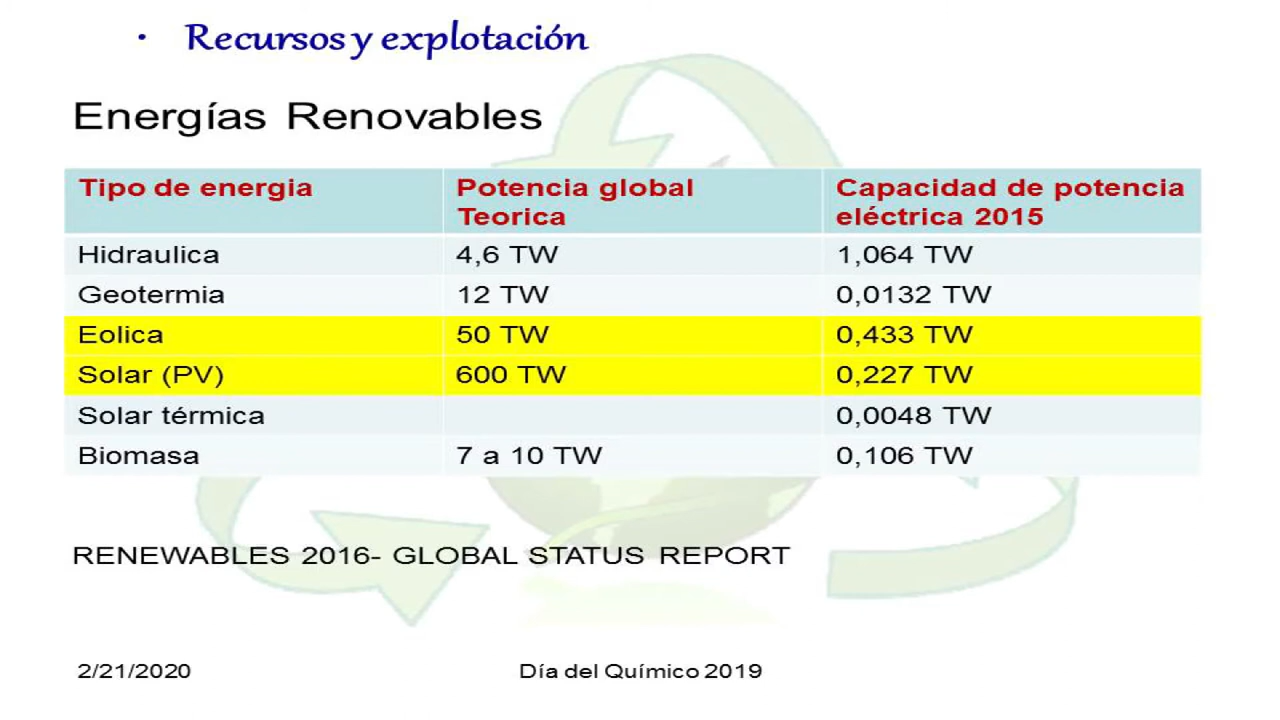 • Recursos y explotación
Energías Renovables
Tipo de energia Potencia global Teorica Capacidad de potencia eléctrica 2015
Hidraulica 4,6 TW 1,064 TW
Geotermia 12 TW 0,0132 TW
Eolica 50 TW 0,433 TW
Solar (PV) 600 TW 0,227 TW
Solar térmica 0,0048 TW
Biomasa 7 a 10 TW 0,106 TW
RENEWABLES 2016- GLOBAL STATUS REPORT
2/21/2020 Día del Químico 2019